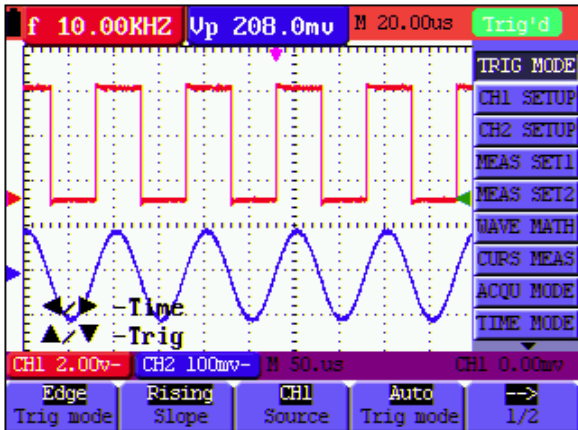 f 10.00KHZ Vp 208.0mv M 20.00us Trig'd
TRIG MODE
CH1 SETUP
CH2 SETUP
MEAS SET1
MEAS SET2
WAVE MATH
CURS MEAS
ACQU MODE
TIME MODE
◀/▶ -Time
▲/▼ -Trig
CH1 2.00v- CH2 100mv- M 50.us CH1 0.00mv
Edge Rising CH1 Auto -->
Trig mode Slope Source Trig mode 1/2